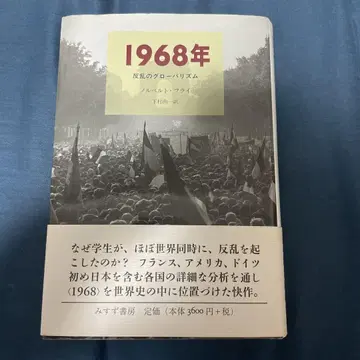 1968年
反乱のグローバリズム
ノルベルト・フライ
下村由一訳
なぜ学生が、ほぼ世界同時に、反乱を起
こしたのか? フランス、アメリカ、ドイツ
初め日本を含む各国の詳細な分析を通し
〈1968〉を世界史の中に位置づけた快作。
みすず書房 定価(本体3600円+税)